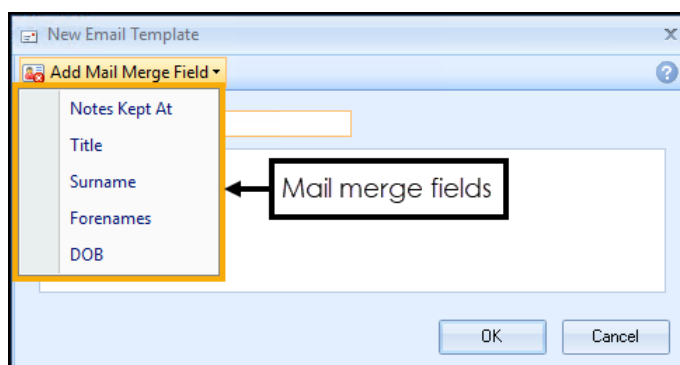 New Email Template
Add Mail Merge Field
Notes Kept At
Title
Surname
Forenames
DOB
Mail merge fields
OK
Cancel